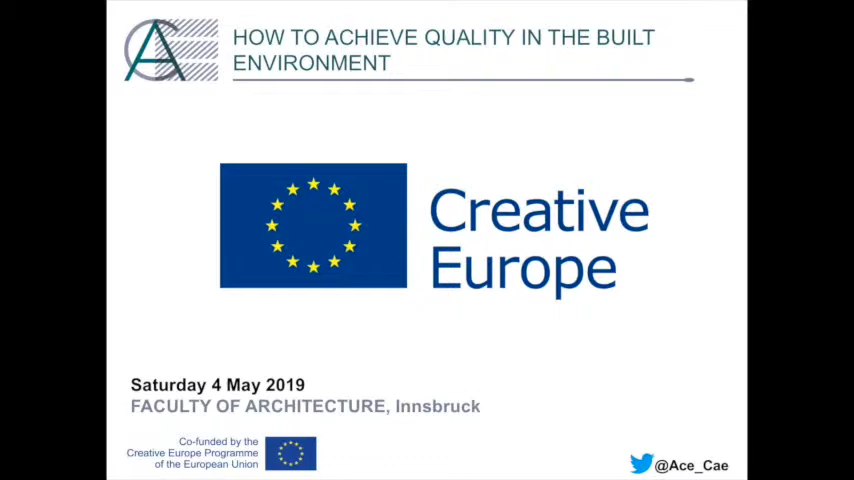 HOW TO ACHIEVE QUALITY IN THE BUILT
ENVIRONMENT
Creative
Europe
Saturday 4 May 2019
FACULTY OF ARCHITECTURE, Innsbruck
Co-funded by the
Creative Europe Programme
of the European Union
@Ace_Cae